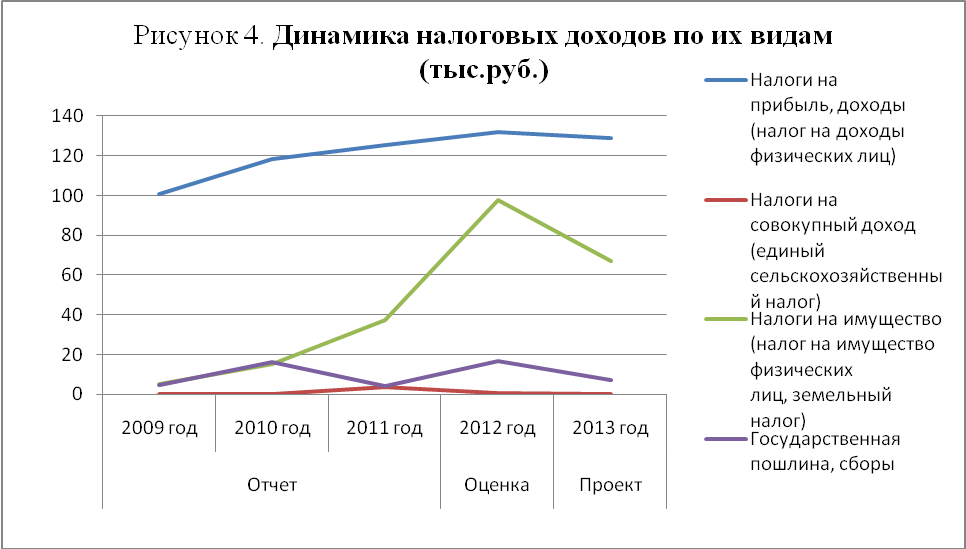 Рисунок 4. Динамика налоговых доходов по их видам
(тыс.руб.)
140
120
100
80
60
40
20
0
2009 год 2010 год 2011 год 2012 год 2013 год
Отчет Оценка Проект
Налоги на
прибыль, доходы
(налог на доходы
физических лиц)
Налоги на
совокупный доход
(единый
сельскохозяйственны
й налог)
Налоги на имущество
(налог на имущество
физических
лиц, земельный
налог)
Государственная
пошлина, сборы